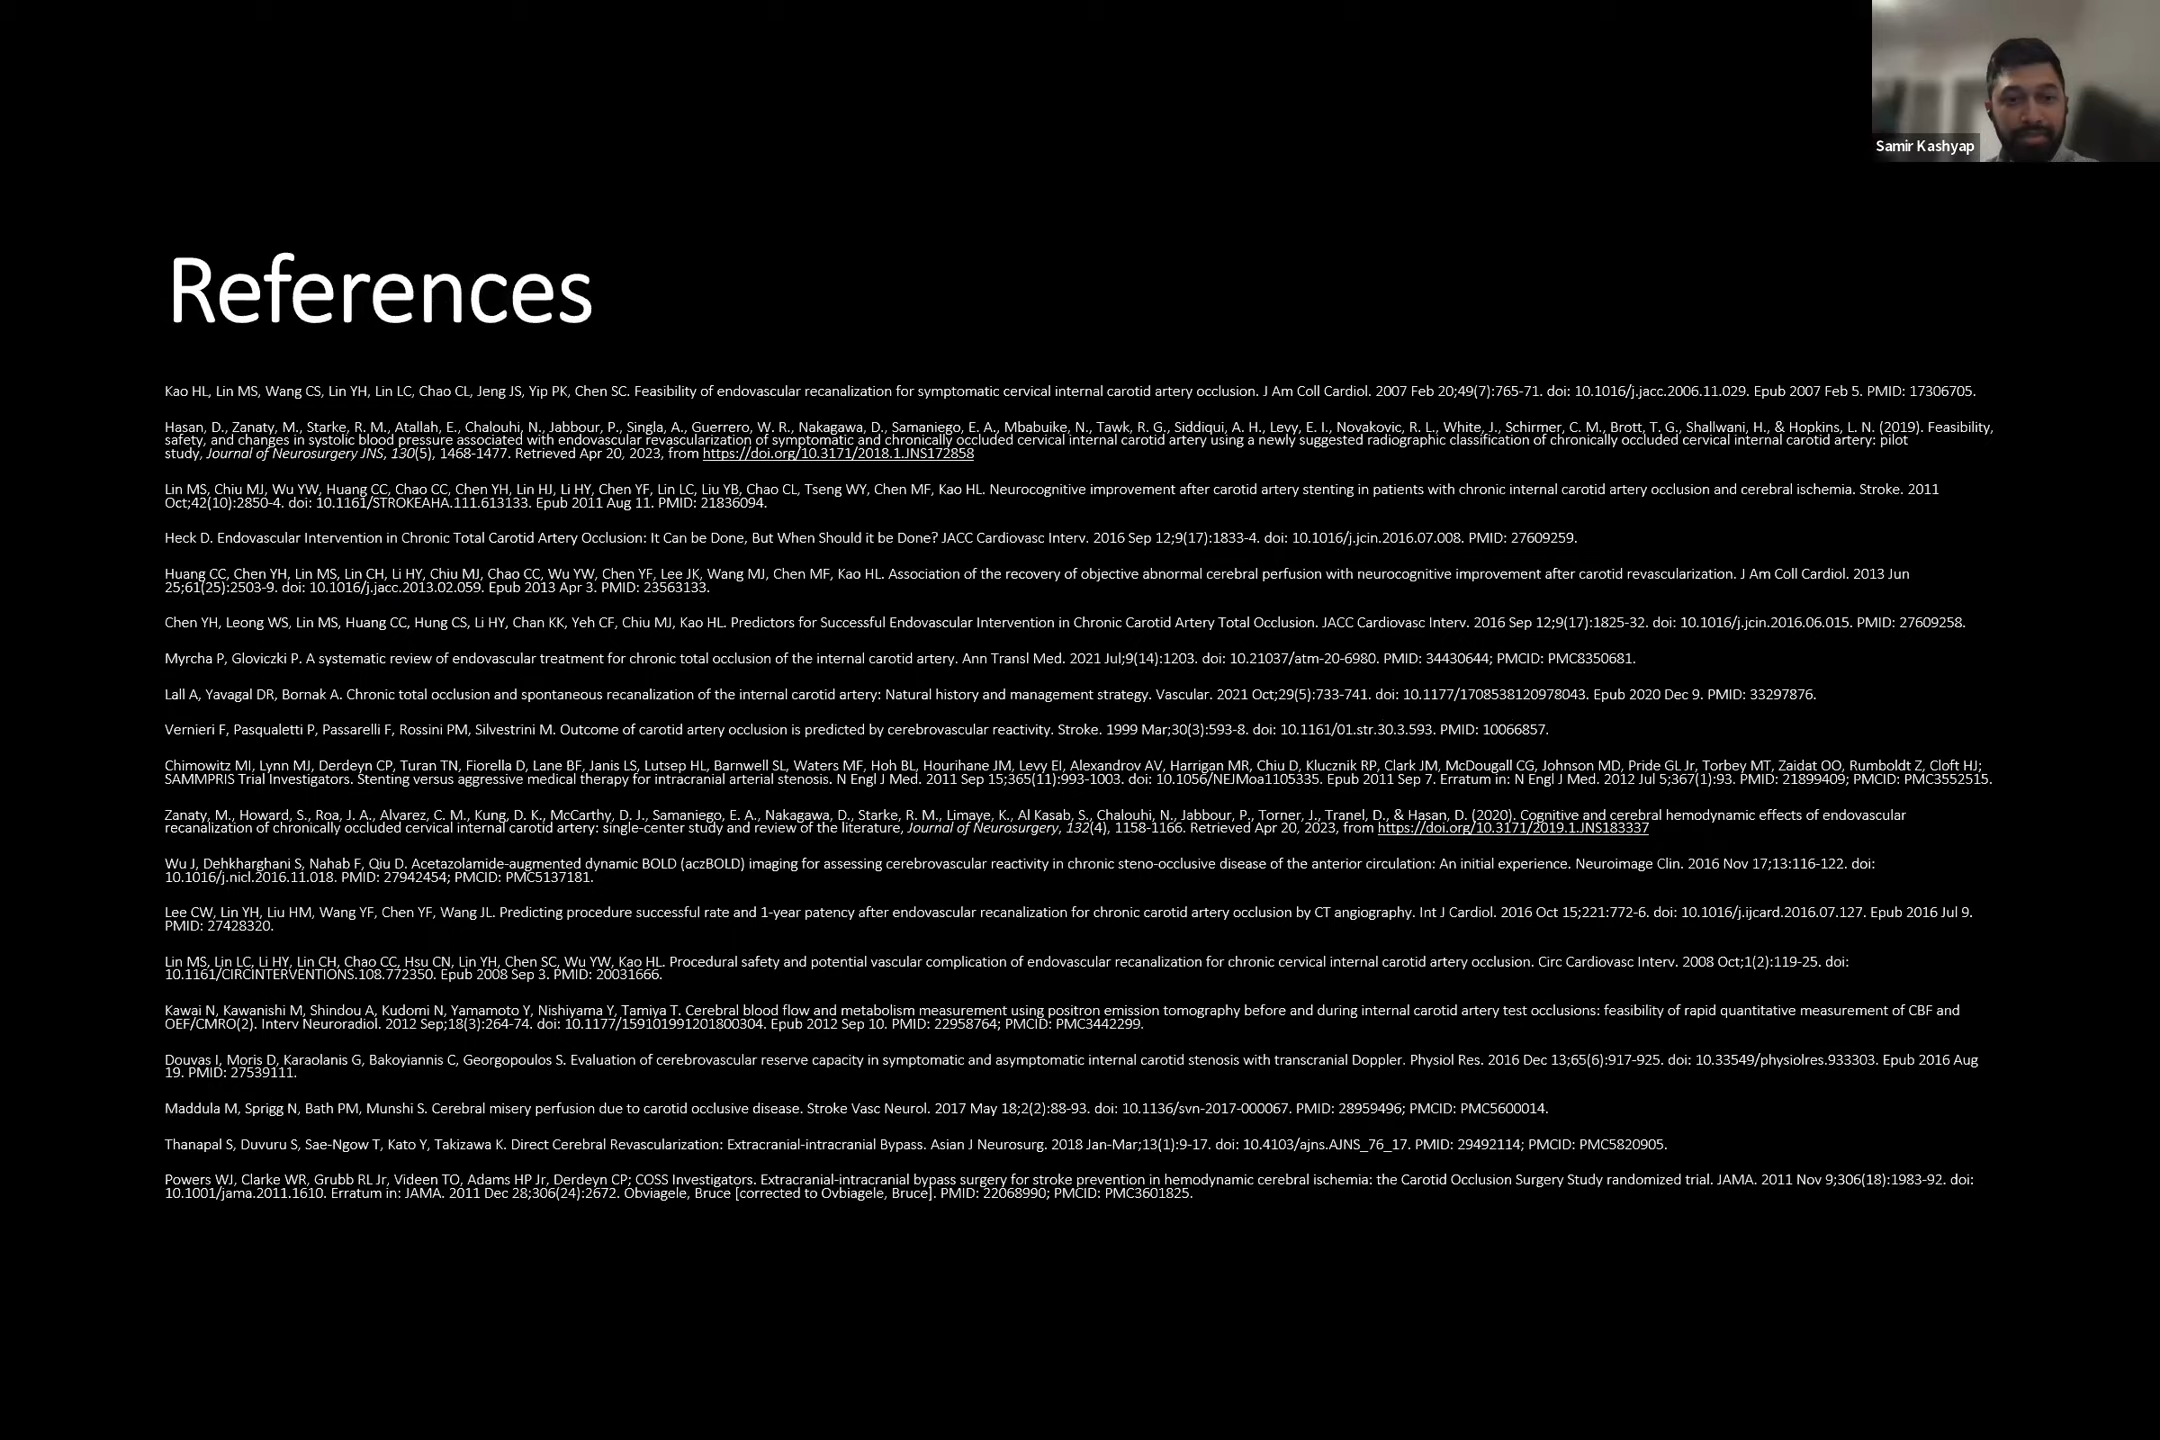 Samir Kashyap
References
Kao HL, Lin MS, Wang CS, Lin YH, Lin LC, Chao CL, Jeng JS, Yip PK, Chen SC. Feasibility of endovascular recanalization for symptomatic cervical internal carotid artery occlusion. J Am Coll Cardiol. 2007 Feb 20;49(7):765-71. doi: 10.1016/j.jacc.2006.11.029. Epub 2007 Feb 5. PMID: 17306705.
Hasan, D., Zanaty, M., Starke, R. M., Atallah, E., Chalouhi, N., Jabbour, P., Singla, A., Guerrero, W. R., Nakagawa, D., Samaniego, E. A., Mbabuike, N., Tawk, R. G., Siddiqui, A. H., Levy, E. I., Novakovic, R. L., White, J., Schirmer, C. M., Brott, T. G., Shallwani, H., & Hopkins, L. N. (2019). Feasibility,
safety, and changes in systolic blood pressure associated with endovascular revascularization of symptomatic and chronically occluded cervical internal carotid artery using a newly suggested radiographic classification of chronically occluded cervical internal carotid artery: pilot
study, Journal of Neurosurgery JNS, 130(5), 1468-1477. Retrieved Apr 20, 2023, from https://doi.org/10.3171/2018.1.JNS172858
Lin MS, Chiu MJ, Wu YW, Huang CC, Chao CC, Chen YH, Lin HJ, Li HY, Chen YF, Lin LC, Liu YB, Chao CL, Tseng WY, Chen MF, Kao HL. Neurocognitive improvement after carotid artery stenting in patients with chronic internal carotid artery occlusion and cerebral ischemia. Stroke. 2011
Oct;42(10):2850-4. doi: 10.1161/STROKEAHA.111.613133. Epub 2011 Aug 11. PMID: 21836094.
Heck D. Endovascular Intervention in Chronic Total Carotid Artery Occlusion: It Can be Done, But When Should it be Done? JACC Cardiovasc Interv. 2016 Sep 12;9(17):1833-4. doi: 10.1016/j.jcin.2016.07.008. PMID: 27609259.
Huang CC, Chen YH, Lin MS, Lin CH, Li HY, Chiu MJ, Chao CC, Wu YW, Chen YF, Lee JK, Wang MJ, Chen MF, Kao HL. Association of the recovery of objective abnormal cerebral perfusion with neurocognitive improvement after carotid revascularization. J Am Coll Cardiol. 2013 Jun
25;61(25):2503-9. doi: 10.1016/j.jacc.2013.02.059. Epub 2013 Apr 3. PMID: 23563133.
Chen YH, Leong WS, Lin MS, Huang CC, Hung CS, Li HY, Chan KK, Yeh CF, Chiu MJ, Kao HL. Predictors for Successful Endovascular Intervention in Chronic Carotid Artery Total Occlusion. JACC Cardiovasc Interv. 2016 Sep 12;9(17):1825-32. doi: 10.1016/j.jcin.2016.06.015. PMID: 27609258.
Myrcha P, Gloviczki P. A systematic review of endovascular treatment for chronic total occlusion of the internal carotid artery. Ann Transl Med. 2021 Jul;9(14):1203. doi: 10.21037/atm-20-6980. PMID: 34430644; PMCID: PMC8350681.
Lall A, Yavagal DR, Bornak A. Chronic total occlusion and spontaneous recanalization of the internal carotid artery: Natural history and management strategy. Vascular. 2021 Oct;29(5):733-741. doi: 10.1177/1708538120978043. Epub 2020 Dec 9. PMID: 33297876.
Vernieri F, Pasqualetti P, Passarelli F, Rossini PM, Silvestrini M. Outcome of carotid artery occlusion is predicted by cerebrovascular reactivity. Stroke. 1999 Mar;30(3):593-8. doi: 10.1161/01.str.30.3.593. PMID: 10066857.
Chimowitz MI, Lynn MJ, Derdeyn CP, Turan TN, Fiorella D, Lane BF, Janis LS, Lutsep HL, Barnwell SL, Waters MF, Hoh BL, Hourihane JM, Levy EI, Alexandrov AV, Harrigan MR, Chiu D, Klucznik RP, Clark JM, McDougall CG, Johnson MD, Pride GL Jr, Torbey MT, Zaidat OO, Rumboldt Z, Cloft HJ;
SAMMPRIS Trial Investigators. Stenting versus aggressive medical therapy for intracranial arterial stenosis. N Engl J Med. 2011 Sep 15;365(11):993-1003. doi: 10.1056/NEJMoa1105335. Epub 2011 Sep 7. Erratum in: N Engl J Med. 2012 Jul 5;367(1):93. PMID: 21899409; PMCID: PMC3552515.
Zanaty, M., Howard, S., Roa, J. A., Alvarez, C. M., Kung, D. K., McCarthy, D. J., Samaniego, E. A., Nakagawa, D., Starke, R. M., Limaye, K., Al Kasab, S., Chalouhi, N., Jabbour, P., Torner, J., Tranel, D., & Hasan, D. (2020). Cognitive and cerebral hemodynamic effects of endovascular
recanalization of chronically occluded cervical internal carotid artery: single-center study and review of the literature, Journal of Neurosurgery, 132(4), 1158-1166. Retrieved Apr 20, 2023, from https://doi.org/10.3171/2019.1.JNS183337
Wu J, Dehkharghani S, Nahab F, Qiu D. Acetazolamide-augmented dynamic BOLD (aczBOLD) imaging for assessing cerebrovascular reactivity in chronic steno-occlusive disease of the anterior circulation: An initial experience. Neuroimage Clin. 2016 Nov 17;13:116-122. doi:
10.1016/j.nicl.2016.11.018. PMID: 27942454; PMCID: PMC5137181.
Lee CW, Lin YH, Liu HM, Wang YF, Chen YF, Wang JL. Predicting procedure successful rate and 1-year patency after endovascular recanalization for chronic carotid artery occlusion by CT angiography. Int J Cardiol. 2016 Oct 15;221:772-6. doi: 10.1016/j.ijcard.2016.07.127. Epub 2016 Jul 9.
PMID: 27428320.
Lin MS, Lin LC, Li HY, Lin CH, Chao CC, Hsu CN, Lin YH, Chen SC, Wu YW, Kao HL. Procedural safety and potential vascular complication of endovascular recanalization for chronic cervical internal carotid artery occlusion. Circ Cardiovasc Interv. 2008 Oct;1(2):119-25. doi:
10.1161/CIRCINTERVENTIONS.108.772350. Epub 2008 Sep 3. PMID: 20031666.
Kawai N, Kawanishi M, Shindou A, Kudomi N, Yamamoto Y, Nishiyama Y, Tamiya T. Cerebral blood flow and metabolism measurement using positron emission tomography before and during internal carotid artery test occlusions: feasibility of rapid quantitative measurement of CBF and
OEF/CMRO(2). Interv Neuroradiol. 2012 Sep;18(3):264-74. doi: 10.1177/159101991201800304. Epub 2012 Sep 10. PMID: 22958764; PMCID: PMC3442299.
Douvas I, Moris D, Karaolanis G, Bakoyiannis C, Georgopoulos S. Evaluation of cerebrovascular reserve capacity in symptomatic and asymptomatic internal carotid stenosis with transcranial Doppler. Physiol Res. 2016 Dec 13;65(6):917-925. doi: 10.33549/physiolres.933303. Epub 2016 Aug
19. PMID: 27539111.
Maddula M, Sprigg N, Bath PM, Munshi S. Cerebral misery perfusion due to carotid occlusive disease. Stroke Vasc Neurol. 2017 May 18;2(2):88-93. doi: 10.1136/svn-2017-000067. PMID: 28959496; PMCID: PMC5600014.
Thanapal S, Duvuru S, Sae-Ngow T, Kato Y, Takizawa K. Direct Cerebral Revascularization: Extracranial-intracranial Bypass. Asian J Neurosurg. 2018 Jan-Mar;13(1):9-17. doi: 10.4103/ajns.AJNS_76_17. PMID: 29492114; PMCID: PMC5820905.
Powers WJ, Clarke WR, Grubb RL Jr, Videen TO, Adams HP Jr, Derdeyn CP; COSS Investigators. Extracranial-intracranial bypass surgery for stroke prevention in hemodynamic cerebral ischemia: the Carotid Occlusion Surgery Study randomized trial. JAMA. 2011 Nov 9;306(18):1983-92. doi:
10.1001/jama.2011.1610. Erratum in: JAMA. 2011 Dec 28;306(24):2672. Obviagele, Bruce [corrected to Ovbiagele, Bruce]. PMID: 22068990; PMCID: PMC3601825.